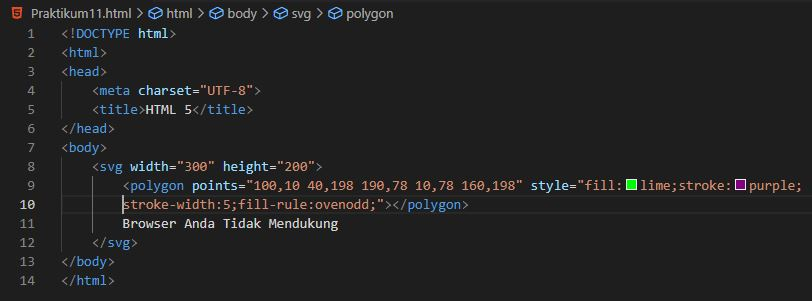 Praktikum11.html > html > body > svg > polygon
1 <!DOCTYPE html>
2 <html>
3 <head>
4     <meta charset="UTF-8">
5     <title>HTML 5</title>
6 </head>
7 <body>
8     <svg width="300" height="200">
9         <polygon points="100,10 40,198 190,78 10,78 160,198" style="fill:lime;stroke:purple;
10         stroke-width:5;fill-rule:ovenodd;"></polygon>
11         Browser Anda Tidak Mendukung
12     </svg>
13 </body>
14 </html>